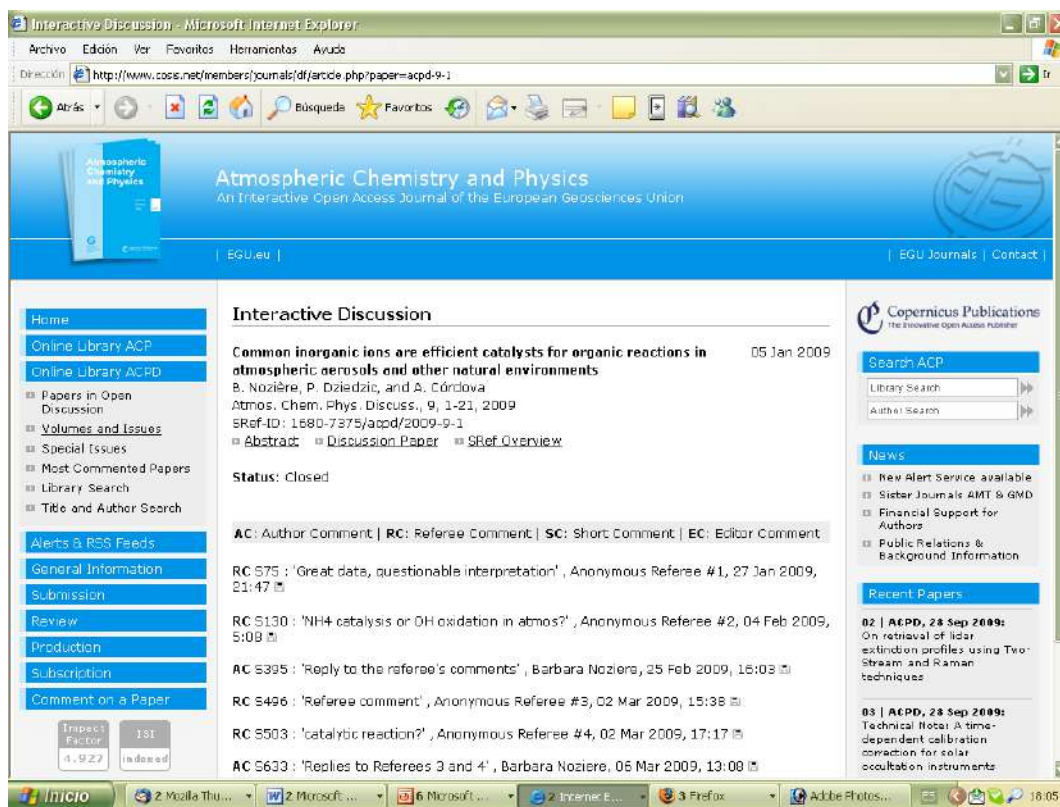 Interactive Discussion - Microsoft Internet Explorer
Archivo Edición Ver Favoritos Herramientas Ayuda
Dirección http://www.cosis.net/members/journals/df/article.php?paper=acpd-9-1 Ir
Atrás Búsqueda Favoritos
Atmospheric Chemistry and Physics
Atmospheric Chemistry and Physics
An Interactive Open Access Journal of the European Geosciences Union
| EGU.eu |
| EGU Journals | Contact |
Home
Online Library ACP
Online Library ACPD
Papers in Open
Discussion
Volumes and Issues
Special Issues
Most Commented Papers
Library Search
Title and Author Search
Alerts & RSS Feeds
General Information
Submission
Review
Production
Subscription
Comment on a Paper
Impact
Factor
4.927
ISI
indexed
Interactive Discussion
Common inorganic ions are efficient catalysts for organic reactions in 05 Jan 2009
atmospheric aerosols and other natural environments
B. Nozière, P. Dziedzic, and A. Córdova
Atmos. Chem. Phys. Discuss., 9, 1-21, 2009
SRef-ID: 1680-7375/acpd/2009-9-1
Abstract Discussion Paper SRef Overview
Status: Closed
AC: Author Comment | RC: Referee Comment | SC: Short Comment | EC: Editor Comment
RC S75 : 'Great data, questionable interpretation' , Anonymous Referee #1, 27 Jan 2009,
21:47
RC S130 : 'NH4 catalysis or OH oxidation in atmos?' , Anonymous Referee #2, 04 Feb 2009,
5:08
AC S395 : 'Reply to the referee's comments' , Barbara Noziere, 25 Feb 2009, 16:03
RC S496 : 'Referee comment' , Anonymous Referee #3, 02 Mar 2009, 15:38
RC S503 : 'catalytic reaction?' , Anonymous Referee #4, 02 Mar 2009, 17:17
AC S633 : 'Replies to Referees 3 and 4' , Barbara Noziere, 06 Mar 2009, 13:08
Copernicus Publications
The Innovative Open Access Publisher
Search ACP
Library Search
Author Search
News
New Alert Service available
Sister Journals AMT & GMD
Financial Support for
Authors
Public Relations &
Background Information
Recent Papers
02 | ACPD, 28 Sep 2009:
On retrieval of lidar
extinction profiles using Two-
Stream and Raman
techniques
03 | ACPD, 28 Sep 2009:
Technical Note: A time-
dependent calibration
correction for solar
occultation instruments
Inicio 2 Mozilla Thu... 2 Microsoft ... 6 Microsoft ... 2 Internet E... 3 Firefox Adobe Photos... ES 18:05